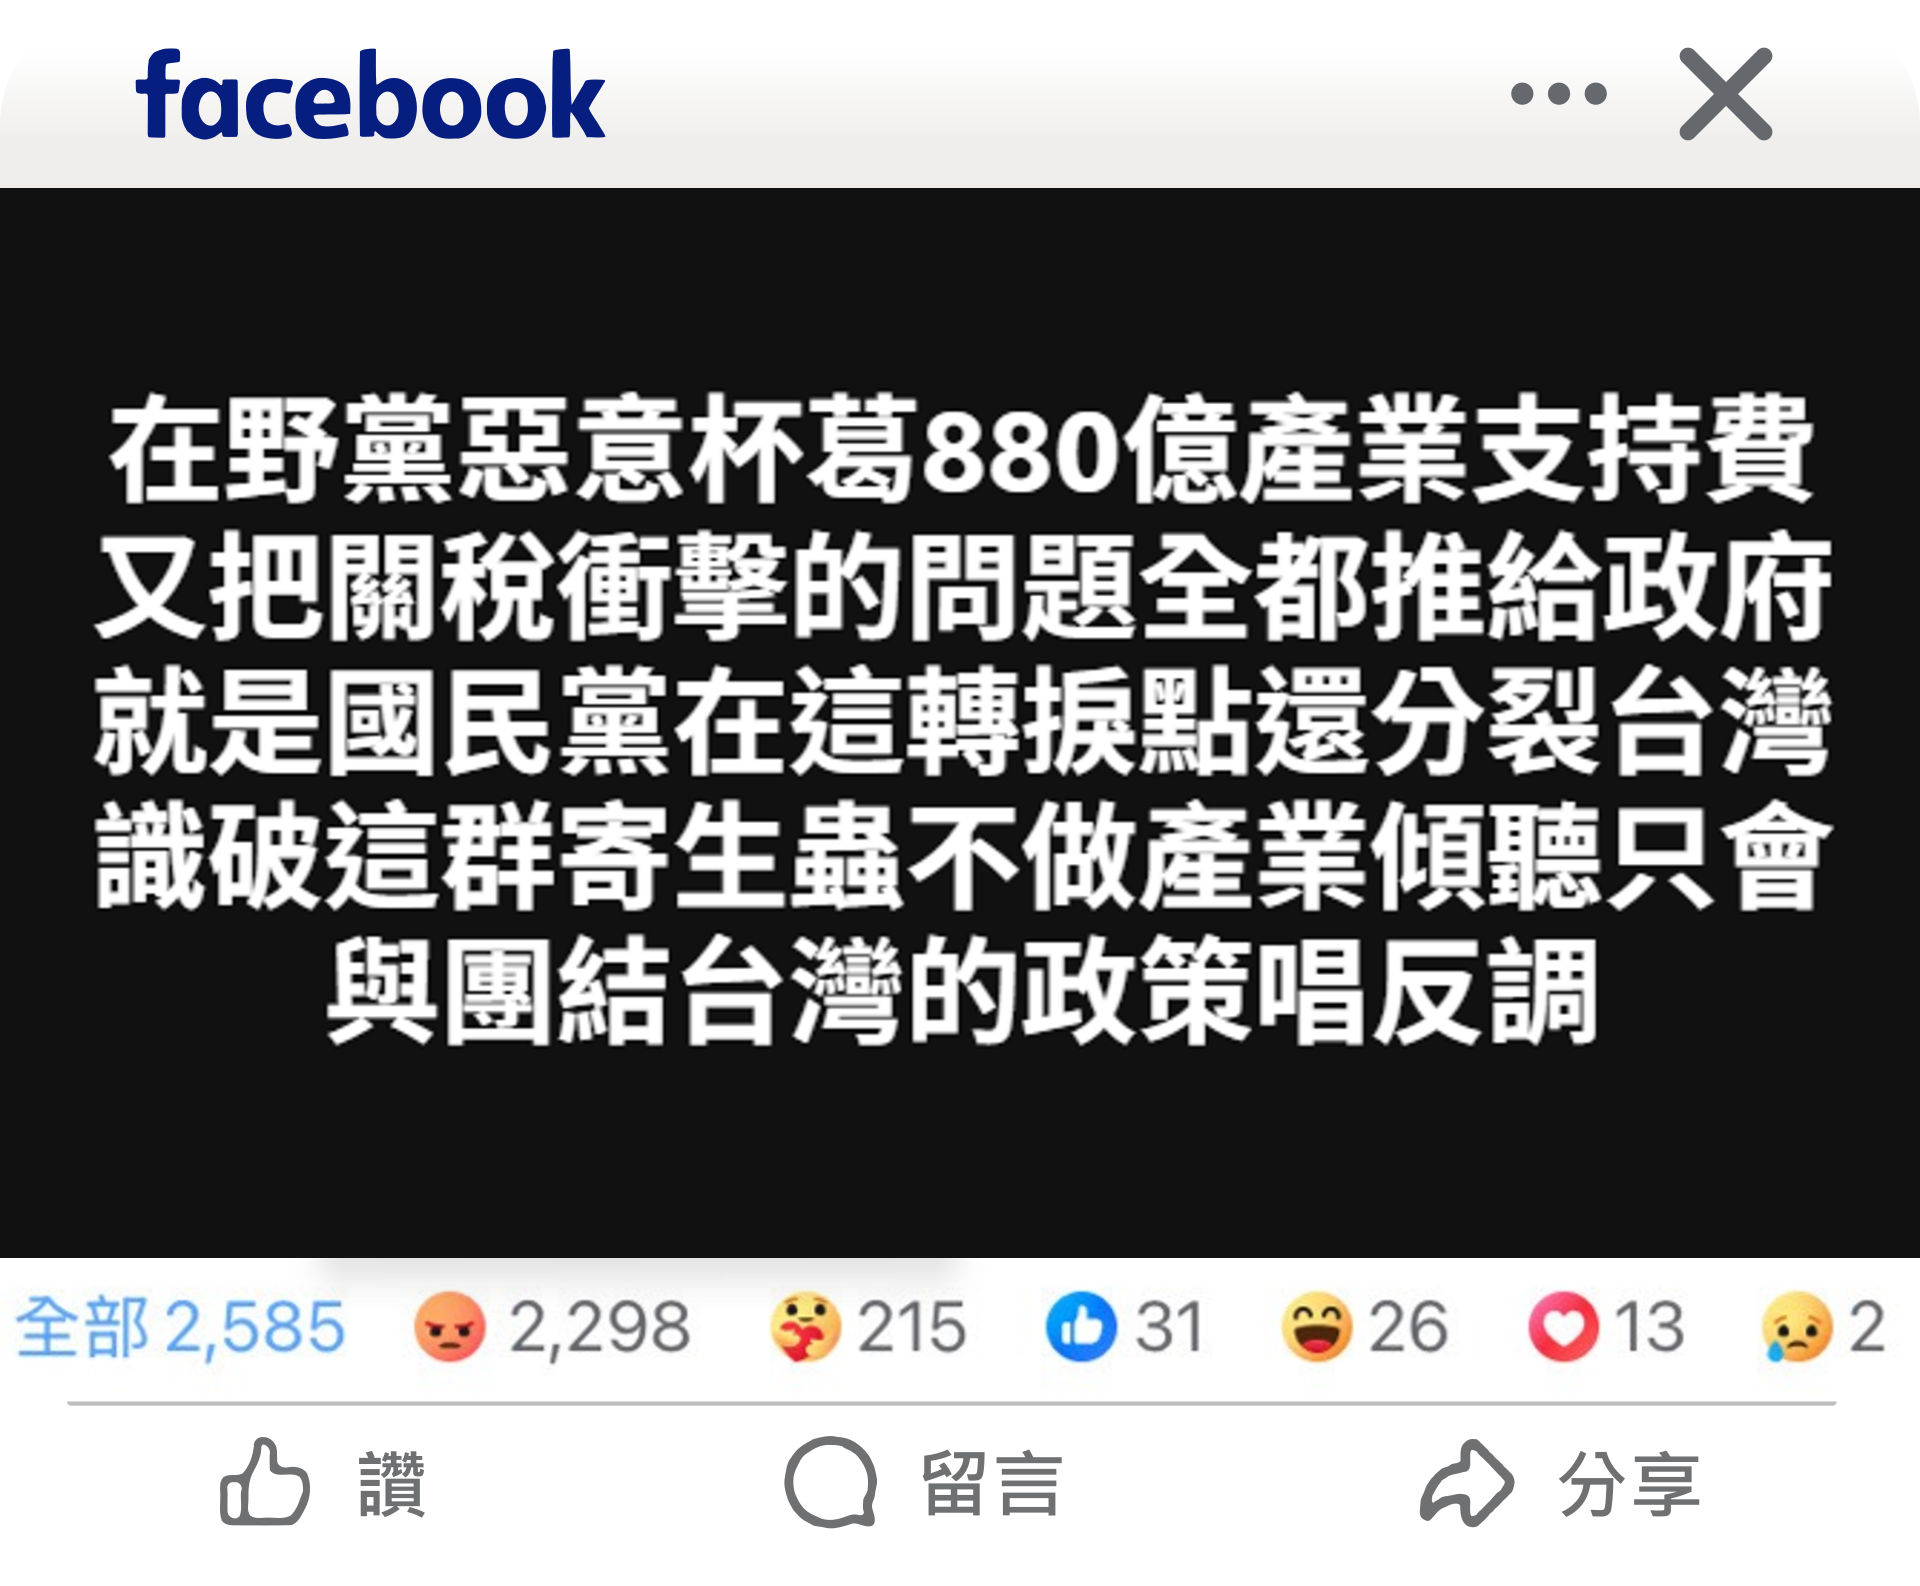 facebook
在野黨惡意杯葛880億產業支持費
又把關稅衝擊的問題全都推給政府
就是國民黨在這轉捩點還分裂台灣
識破這群寄生蟲不做產業傾聽只會
與團結台灣的政策唱反調
全部 2,585 2,298 215 31 26 13 2
讚 留言 分享